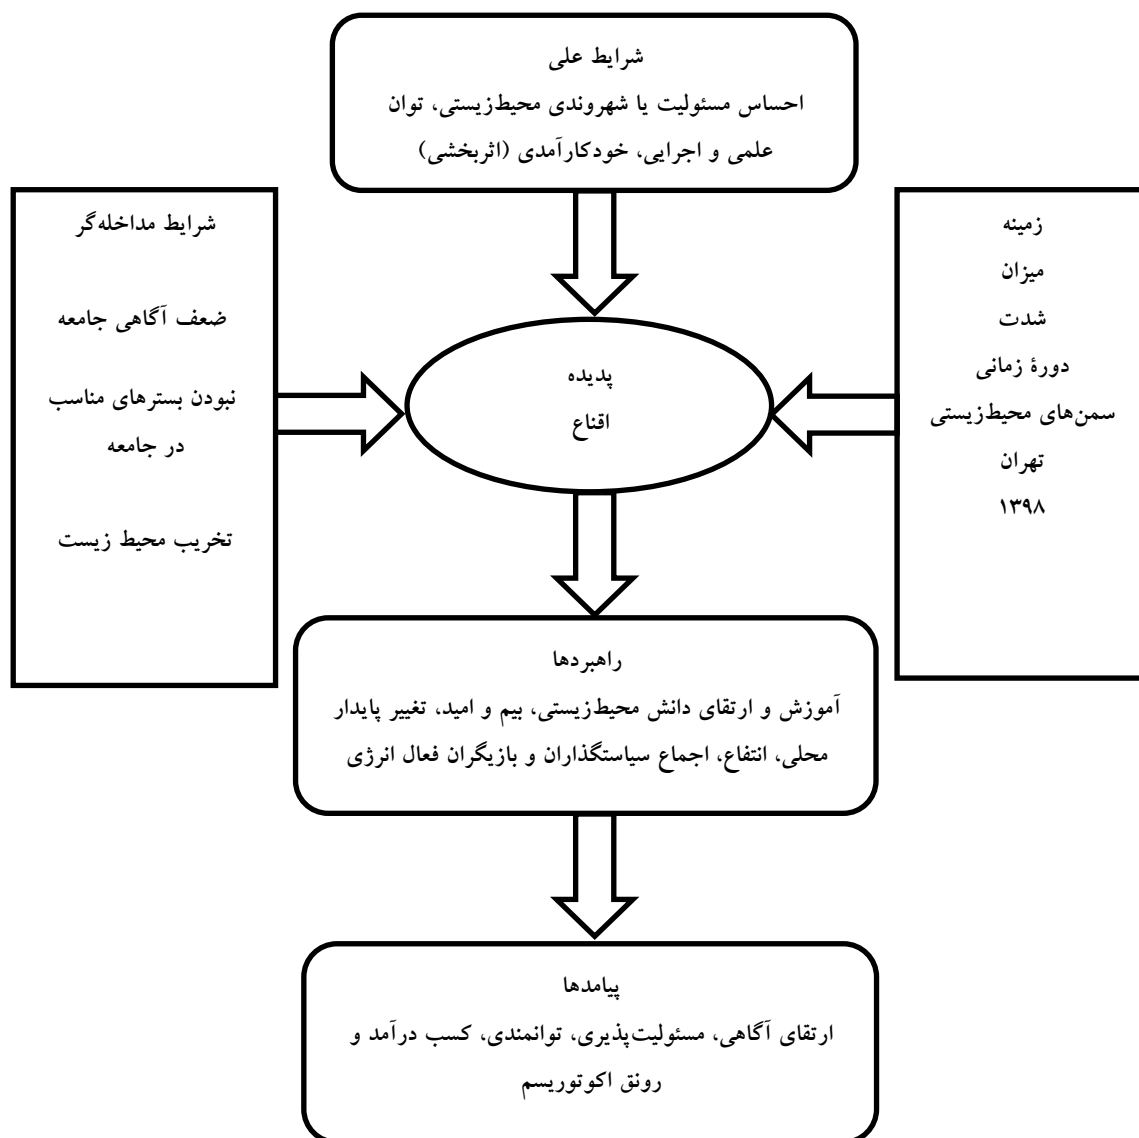 شرایط علی
احساس مسئولیت یا شهروندی محیط‌زیستی، توان
علمی و اجرایی، خودکارآمدی (اثربخشی)
زمینه
میزان
شدت
دورۀ زمانی
سمن‌های محیط‌زیستی
تهران
۱۳۹۸
شرایط مداخله‌گر
ضعف آگاهی جامعه
نبودن بسترهای مناسب
در جامعه
تخریب محیط زیست
پدیده
اقناع
راهبردها
آموزش و ارتقای دانش محیط‌زیستی، بیم و امید، تغییر پایدار
محلی، انتفاع، اجماع سیاستگذاران و بازیگران فعال انرژی
پیامدها
ارتقای آگاهی، مسئولیت‌پذیری، توانمندی، کسب درآمد و
رونق اکوتوریسم